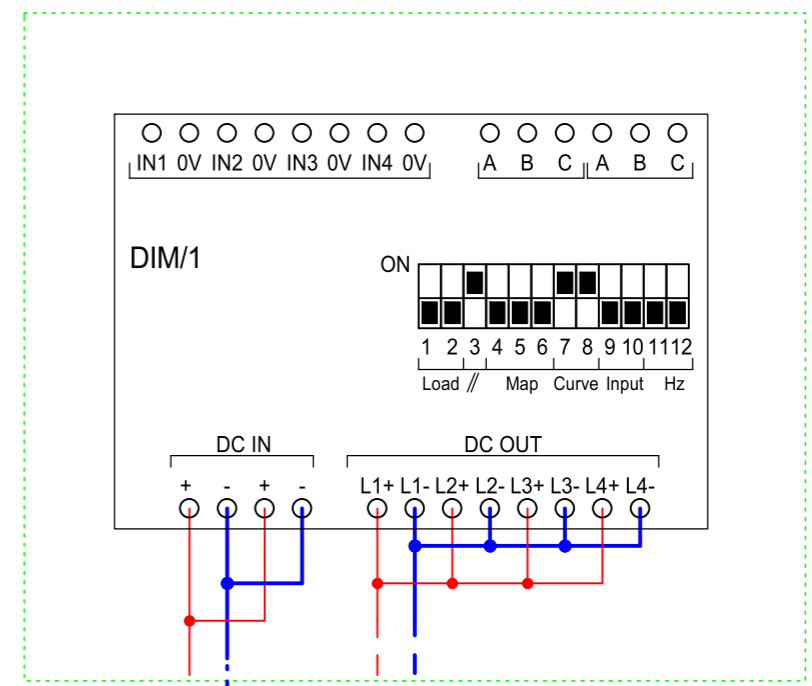 IN1 0V IN2 0V IN3 0V IN4 0V A B C A B C
DIM/1
ON
1 2 3 4 5 6 7 8 9 10 11 12
Load // Map Curve Input Hz
DC IN DC OUT
+ - + - L1+ L1- L2+ L2- L3+ L3- L4+ L4-